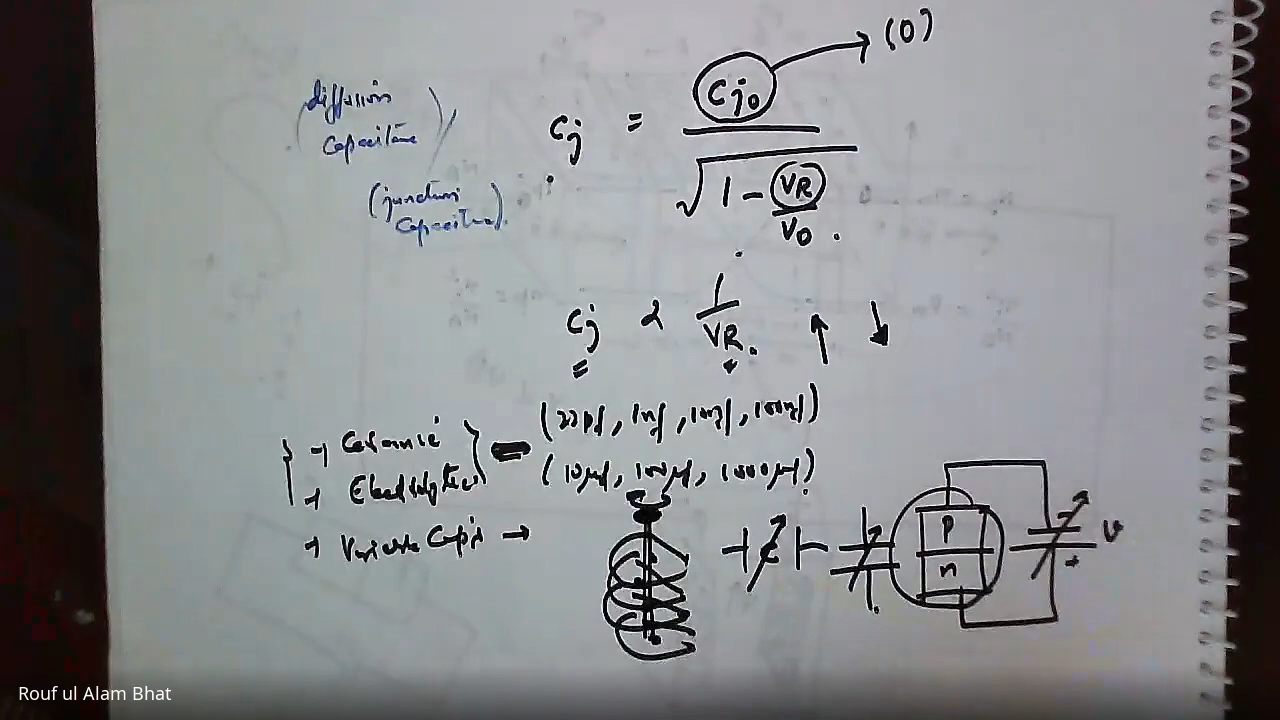 (diffusion
capacitance)
(junction
capacitance)
Cj = Cj0 / √(1 - VR/V0) → (0)
Cj α 1/VR. ↑ ↓
→ Ceramic (22pf, 1nf, 10nf, 100nf)
→ Electrolytic (10μf, 100μf, 1000μf)
→ Variable →
P
n
- + V
Rouf ul Alam Bhat